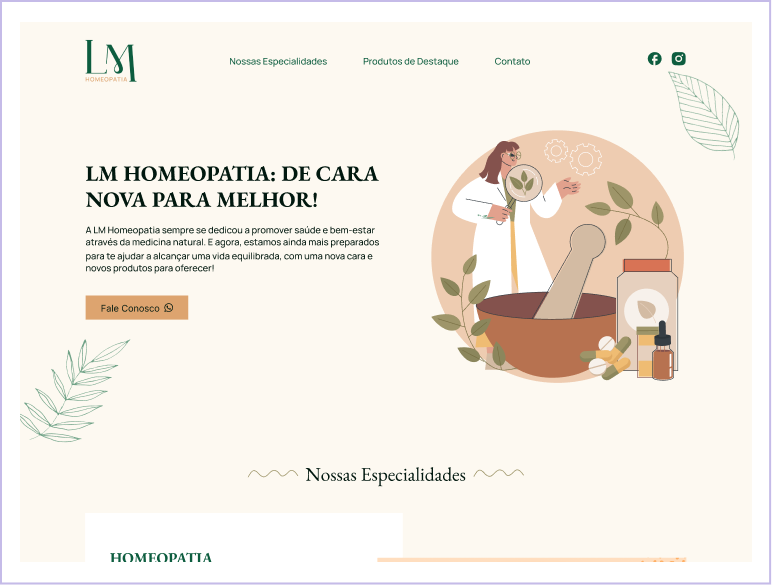 LM
HOMEOPATIA
Nossas Especialidades
Produtos de Destaque
Contato
LM HOMEOPATIA: DE CARA
NOVA PARA MELHOR!
A LM Homeopatia sempre se dedicou a promover saúde e bem-estar
através da medicina natural. E agora, estamos ainda mais preparados
para te ajudar a alcançar uma vida equilibrada, com uma nova cara e
novos produtos para oferecer!
Fale Conosco
Nossas Especialidades
HOMEOPATIA